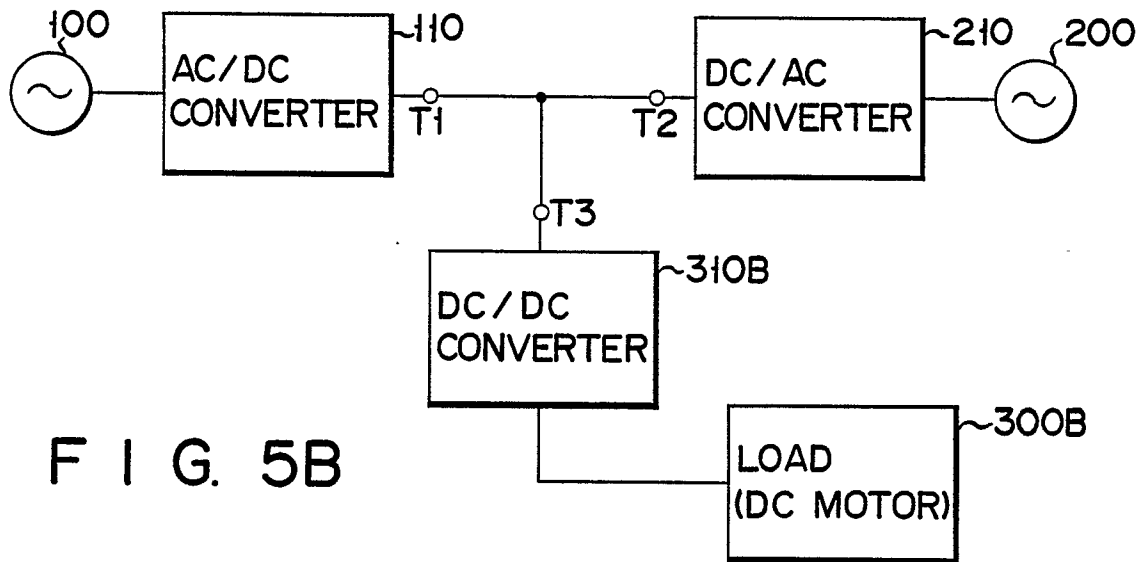 100
110
210
200
AC/DC
CONVERTER
T1
T2
DC/AC
CONVERTER
T3
310B
DC/DC
CONVERTER
300B
LOAD
(DC MOTOR)
FIG. 5B